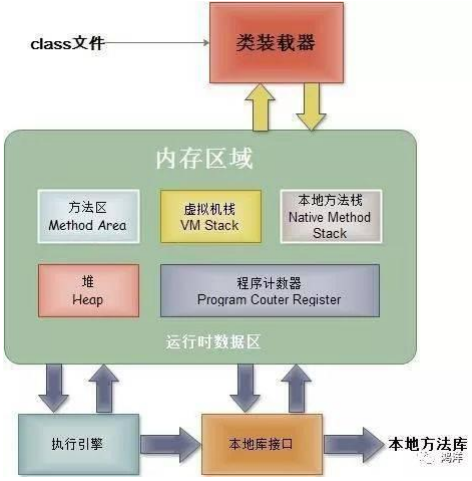 class文件
类装载器
内存区域
方法区
Method Area
虚拟机栈
VM Stack
本地方法栈
Native Method
Stack
堆
Heap
程序计数器
Program Couter Register
运行时数据区
执行引擎
本地库接口
本地方法库
鸿洋